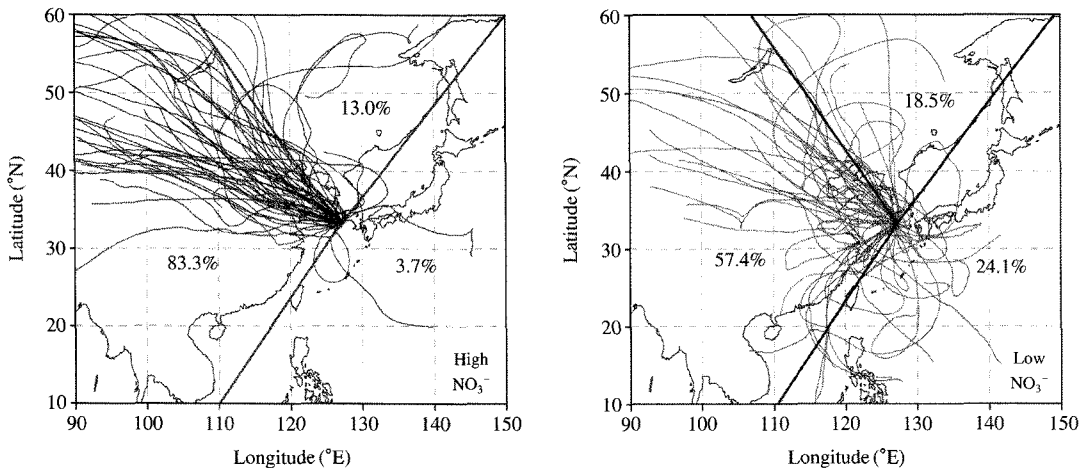 60
50
40
30
20
10
Latitude (°N)
13.0%
83.3%
3.7%
High
NO₃⁻
90 100 110 120 130 140 150
Longitude (°E)
60
50
40
30
20
10
Latitude (°N)
18.5%
57.4%
24.1%
Low
NO₃⁻
90 100 110 120 130 140 150
Longitude (°E)